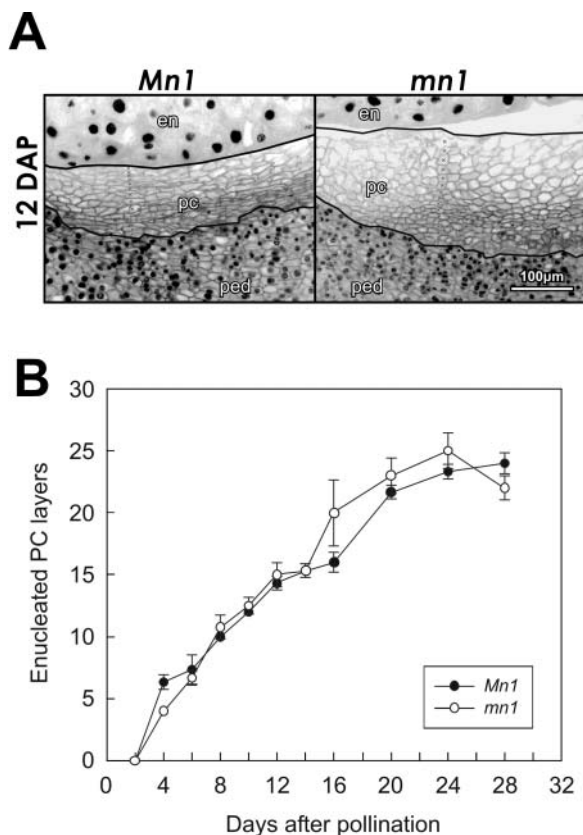 A
Mn1 mn1
12 DAP
en en
pc pc
ped ped
100µm
B
Enucleated PC layers
30
25
20
15
10
5
0
Mn1
mn1
0 4 8 12 16 20 24 28 32
Days after pollination